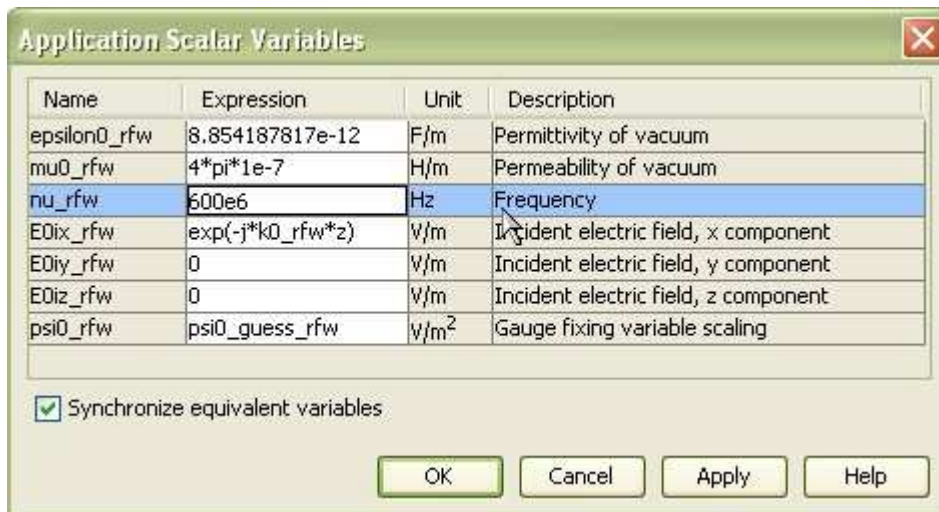 Application Scalar Variables
Name Expression Unit Description
epsilon0_rfw 8.854187817e-12 F/m Permittivity of vacuum
mu0_rfw 4*pi*1e-7 H/m Permeability of vacuum
nu_rfw 600e6 Hz Frequency
E0ix_rfw exp(-j*k0_rfw*z) V/m Incident electric field, x component
E0iy_rfw 0 V/m Incident electric field, y component
E0iz_rfw 0 V/m Incident electric field, z component
psi0_rfw psi0_guess_rfw V/m² Gauge fixing variable scaling
Synchronize equivalent variables
OK Cancel Apply Help